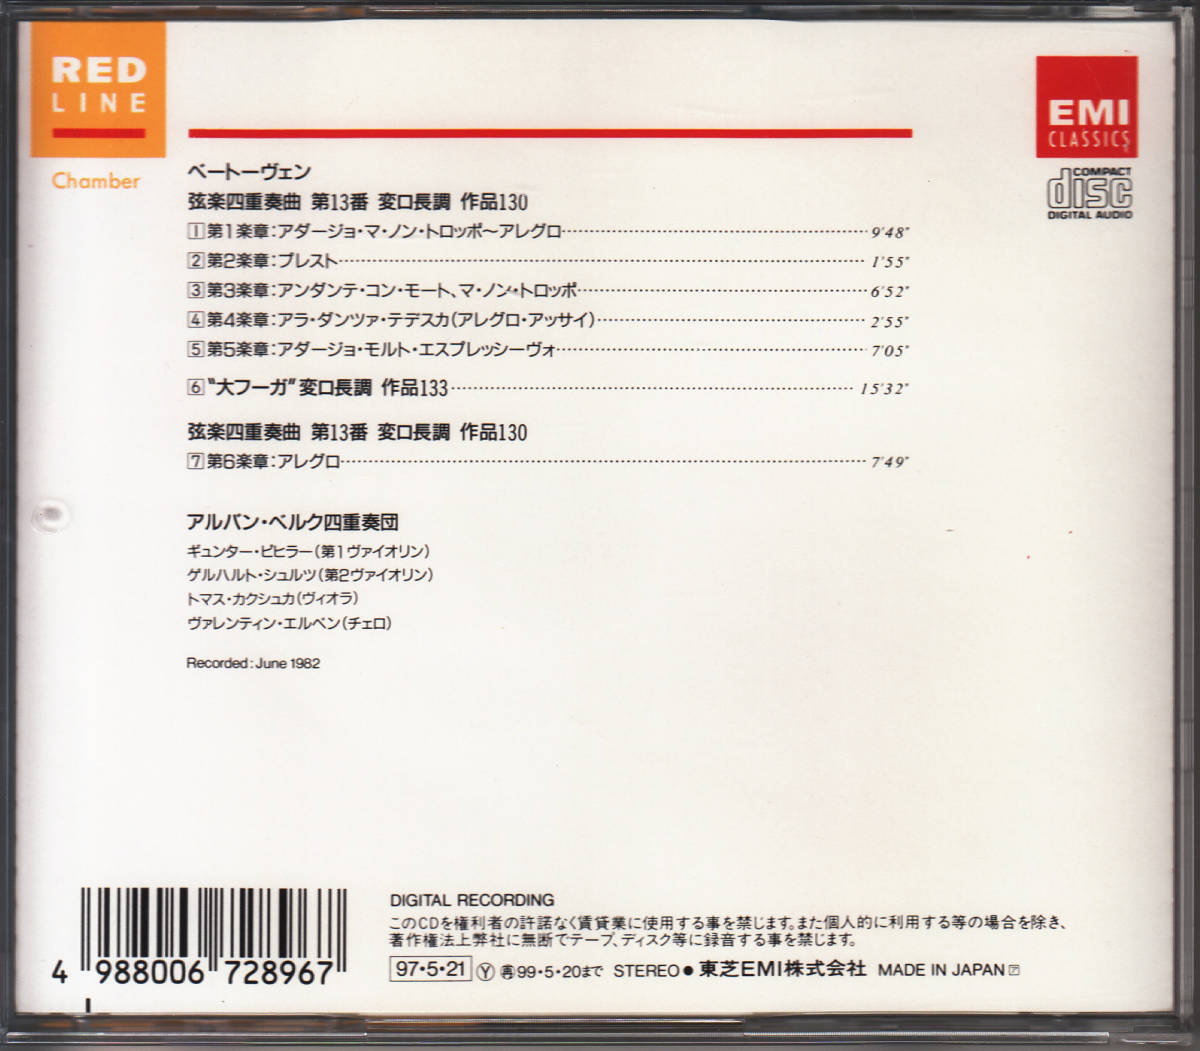 RED
LINE
Chamber
EMI
CLASSICS
COMPACT
disc
DIGITAL AUDIO
ベートーヴェン
弦楽四重奏曲 第13番 変ロ長調 作品130
1 第1楽章:アダージョ・マ・ノン・トロッポ〜アレグロ 9'48"
2 第2楽章:プレスト 1'55"
3 第3楽章:アンダンテ・コン・モート、マ・ノン・トロッポ 6'52"
4 第4楽章:アラ・ダンツァ・テデスカ(アレグロ・アッサイ) 2'55"
5 第5楽章:アダージョ・モルト・エスプレッシーヴォ 7'05"
6 "大フーガ"変ロ長調 作品133 15'32"
弦楽四重奏曲 第13番 変ロ長調 作品130
7 第6楽章:アレグロ 7'49"
アルバン・ベルク四重奏団
ギュンター・ピヒラー(第1ヴァイオリン)
ゲルハルト・シュルツ(第2ヴァイオリン)
トマス・カクシュカ(ヴィオラ)
ヴァレンティン・エルベン(チェロ)
Recorded:June 1982
DIGITAL RECORDING
このCDを権利者の許諾なく賃貸業に使用する事を禁じます。また個人的に利用する等の場合を除き、
著作権法上弊社に無断でテープ、ディスク等に録音する事を禁じます。
97・5・21 Ⓨ 再99・5・20まで STEREO● 東芝EMI株式会社 MADE IN JAPAN ア
4 988006 728967